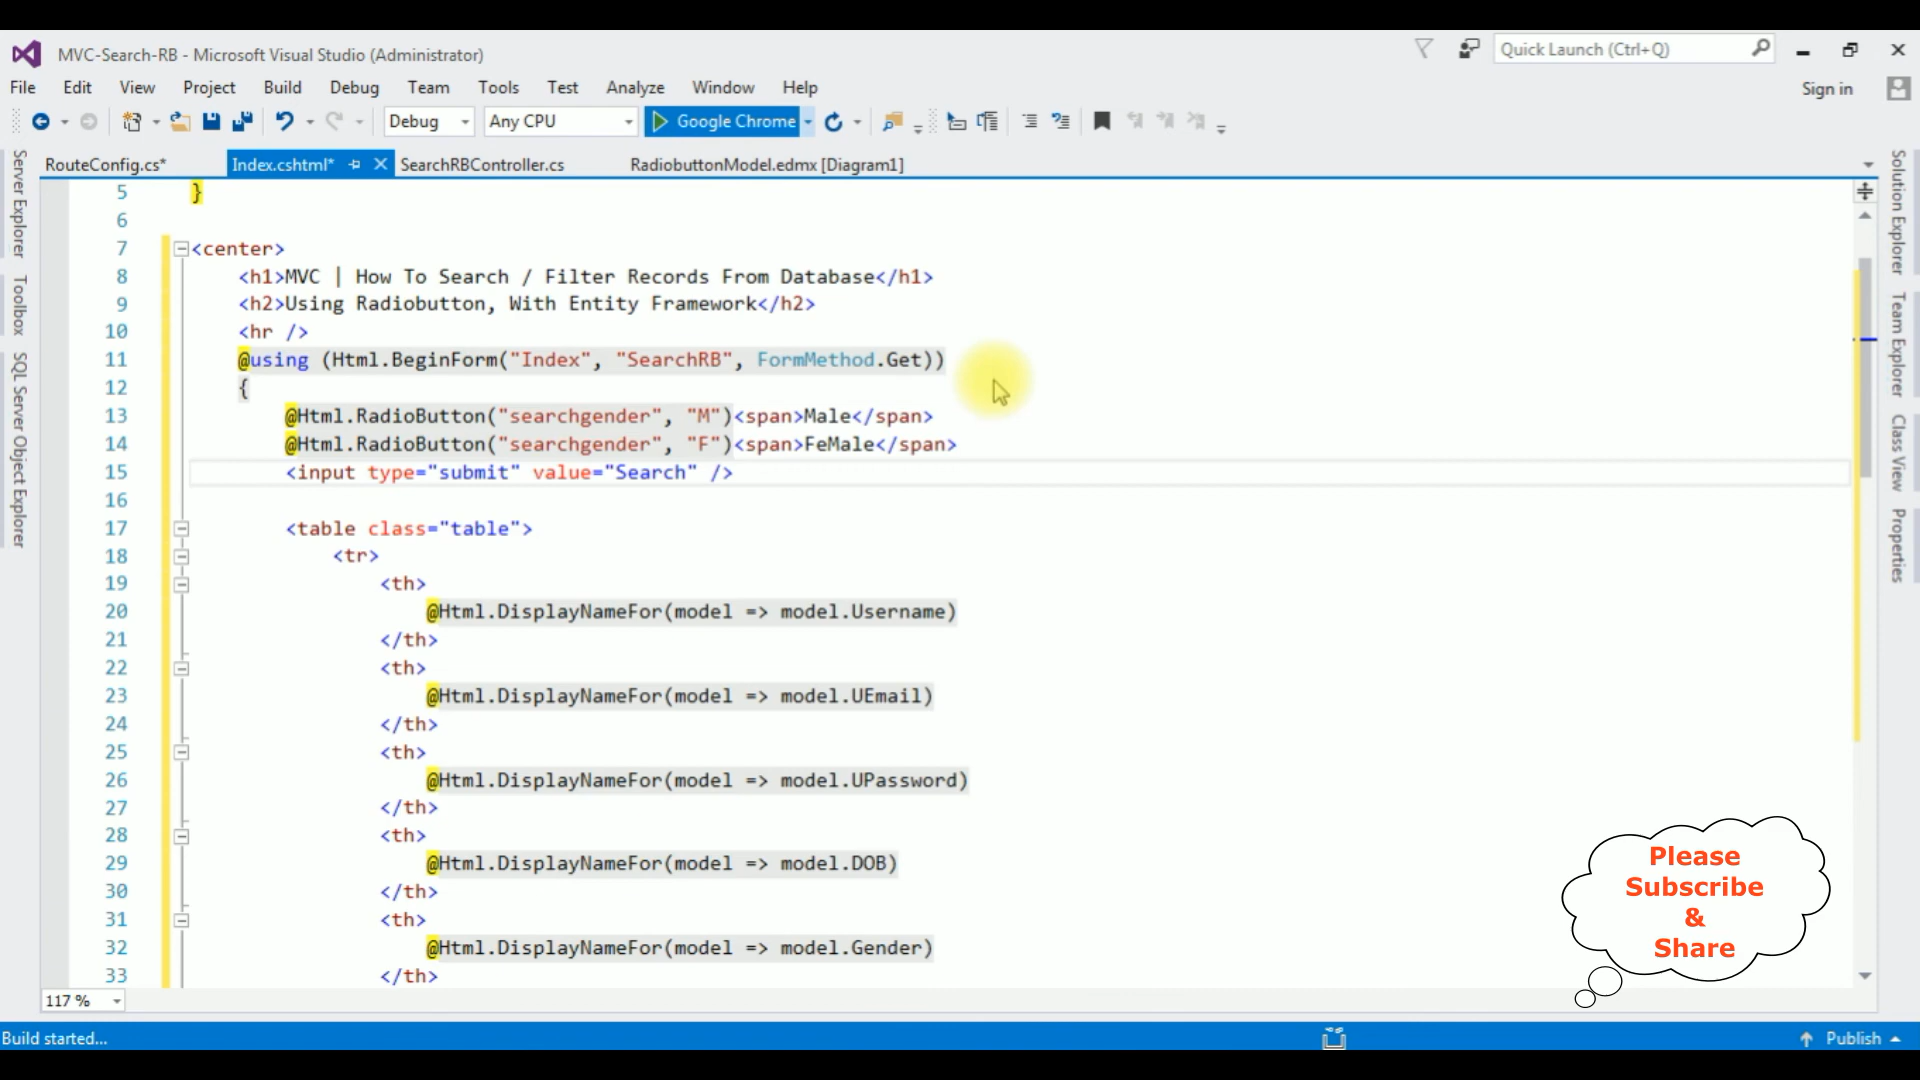 MVC-Search-RB - Microsoft Visual Studio (Administrator)
Quick Launch (Ctrl+Q)
File Edit View Project Build Debug Team Tools Test Analyze Window Help
Sign in
Debug Any CPU Google Chrome
RouteConfig.cs* Index.cshtml* SearchRBController.cs RadiobuttonModel.edmx [Diagram1]
Server Explorer
Toolbox
SQL Server Object Explorer
5 }
6
7 <center>
8 <h1>MVC | How To Search / Filter Records From Database</h1>
9 <h2>Using Radiobutton, With Entity Framework</h2>
10 <hr />
11 @using (Html.BeginForm("Index", "SearchRB", FormMethod.Get))
12 {
13 @Html.RadioButton("searchgender", "M")<span>Male</span>
14 @Html.RadioButton("searchgender", "F")<span>FeMale</span>
15 <input type="submit" value="Search" />
16
17 <table class="table">
18 <tr>
19 <th>
20 @Html.DisplayNameFor(model => model.Username)
21 </th>
22 <th>
23 @Html.DisplayNameFor(model => model.UEmail)
24 </th>
25 <th>
26 @Html.DisplayNameFor(model => model.UPassword)
27 </th>
28 <th>
29 @Html.DisplayNameFor(model => model.DOB)
30 </th>
31 <th>
32 @Html.DisplayNameFor(model => model.Gender)
33 </th>
Solution Explorer
Team Explorer
Class View
Properties
Please
Subscribe
&
Share
117 %
Build started...
Publish